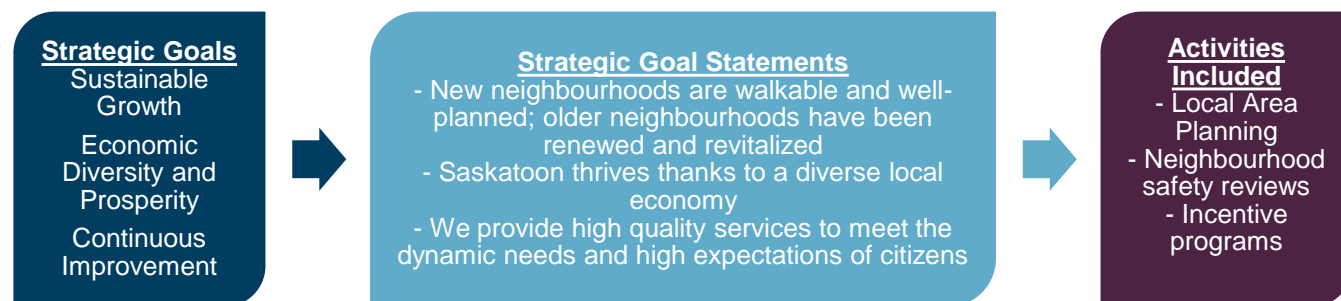 Strategic Goals
Sustainable
Growth
Economic
Diversity and
Prosperity
Continuous
Improvement
Strategic Goal Statements
- New neighbourhoods are walkable and well-
planned; older neighbourhoods have been
renewed and revitalized
- Saskatoon thrives thanks to a diverse local
economy
- We provide high quality services to meet the
dynamic needs and high expectations of citizens
Activities
Included
- Local Area
Planning
- Neighbourhood
safety reviews
- Incentive
programs